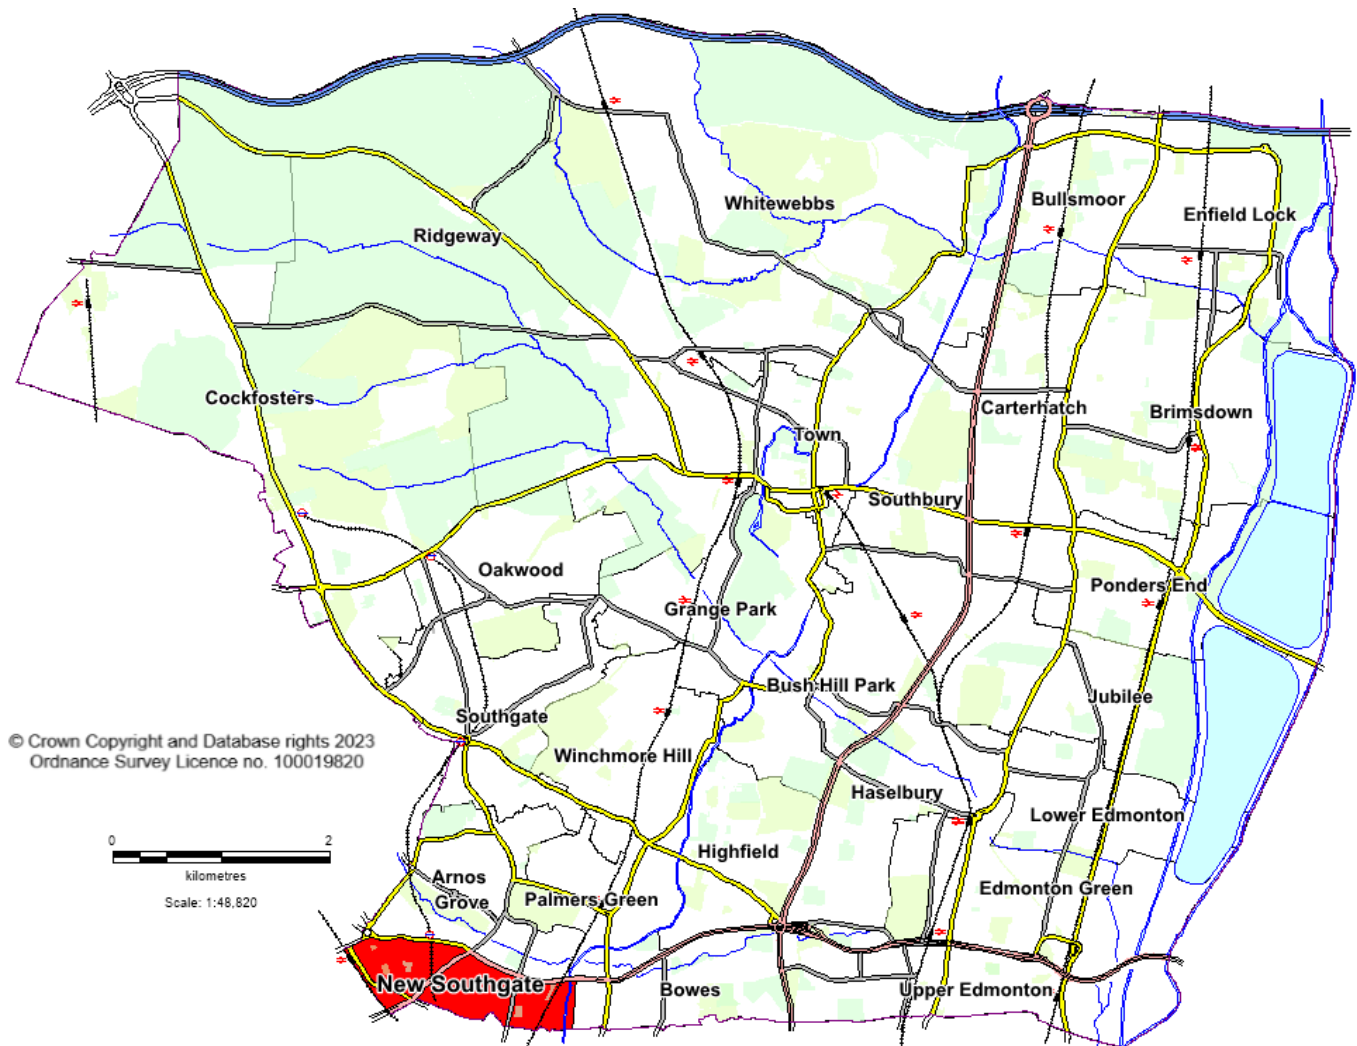 Whitewebbs
Bullsmoor
Enfield Lock
Ridgeway
Cockfosters
Carterhatch
Brimsdown
Town
Southbury
Oakwood
Grange Park
Ponders End
Bush Hill Park
Jubilee
Southgate
© Crown Copyright and Database rights 2023
Ordnance Survey Licence no. 100019820
Winchmore Hill
Haselbury
Lower Edmonton
0 2
kilometres
Scale: 1:48,820
Highfield
Arnos
Grove
Palmers Green
Edmonton Green
New Southgate
Bowes
Upper Edmonton